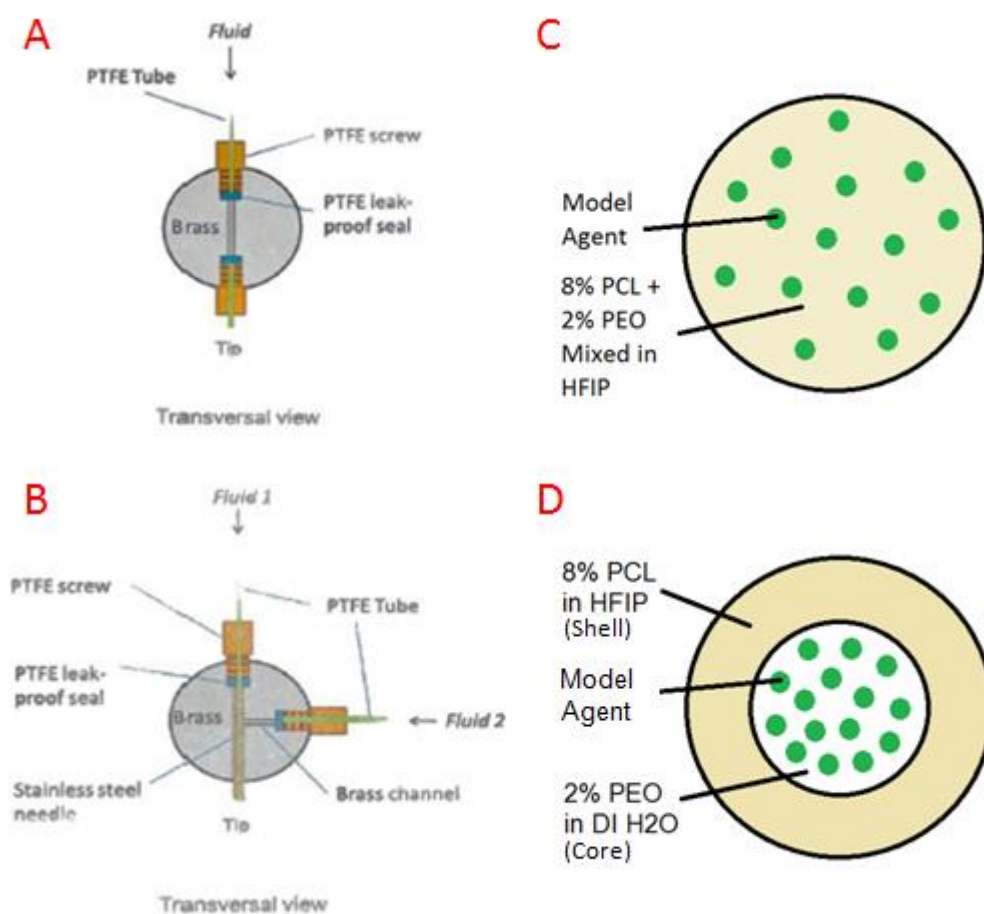 A
Fluid
PTFE Tube
PTFE screw
PTFE leak-
proof seal
Brass
Tip
Transversal view
B
Fluid 1
PTFE screw
PTFE Tube
PTFE leak-
proof seal
Brass
Fluid 2
Stainless steel
needle
Brass channel
Tip
Transversal view
C
Model
Agent
8% PCL +
2% PEO
Mixed in
HFIP
D
8% PCL
in HFIP
(Shell)
Model
Agent
2% PEO
in DI H2O
(Core)